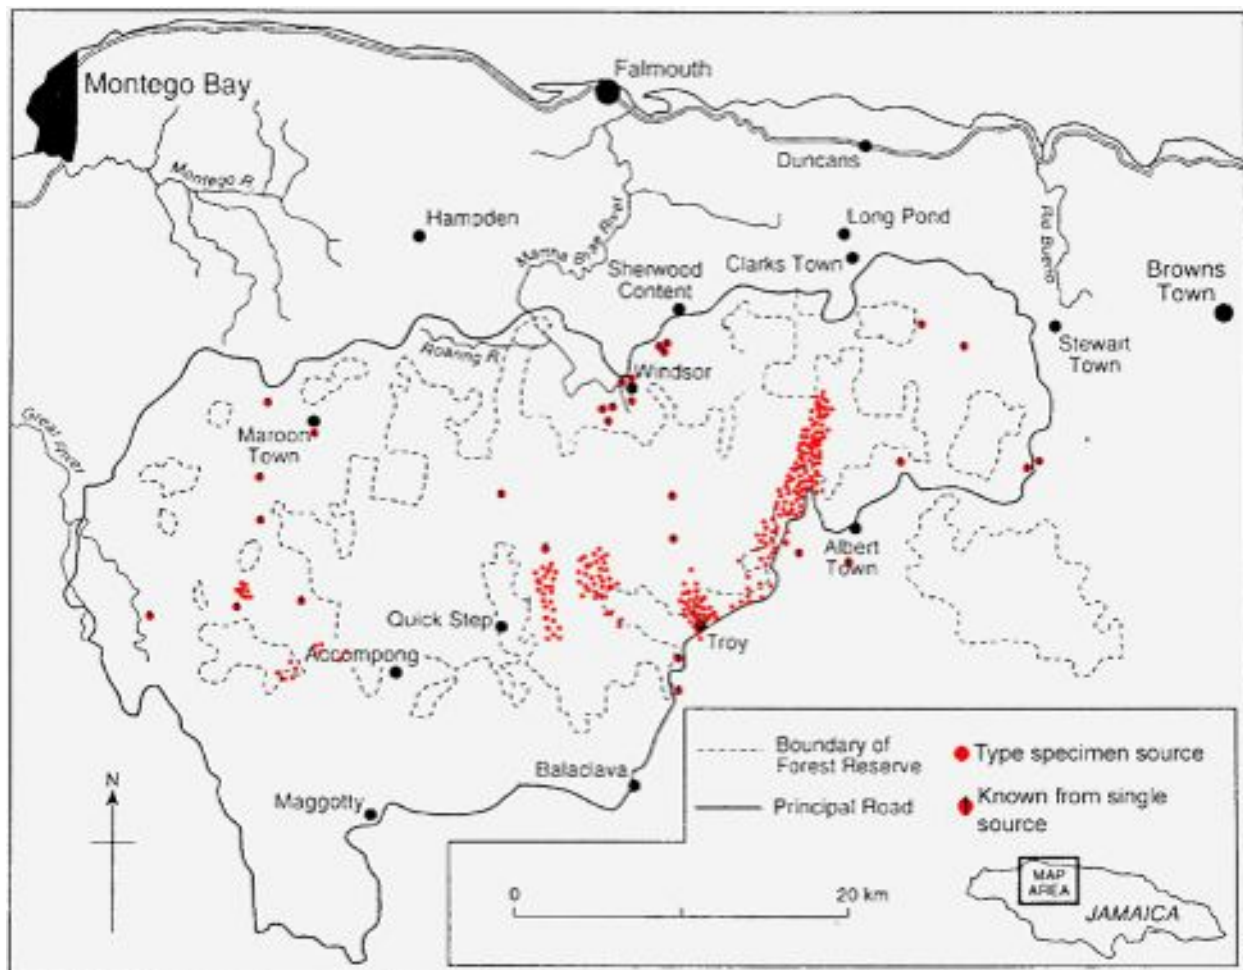 Falmouth
Montego Bay
Duncans
Montego R.
Hampden
Martha Brae River
Long Pond
Rio Bueno
Sherwood
Content
Clarks Town
Browns
Town
Stewart
Town
Roaring R.
Windsor
Great River
Maroon
Town
Albert
Town
Quick Step
Troy
Accompong
Balaclava
Maggotty
N
Boundary of
Forest Reserve
Principal Road
Type specimen source
Known from single
source
0
20 km
MAP
AREA
JAMAICA